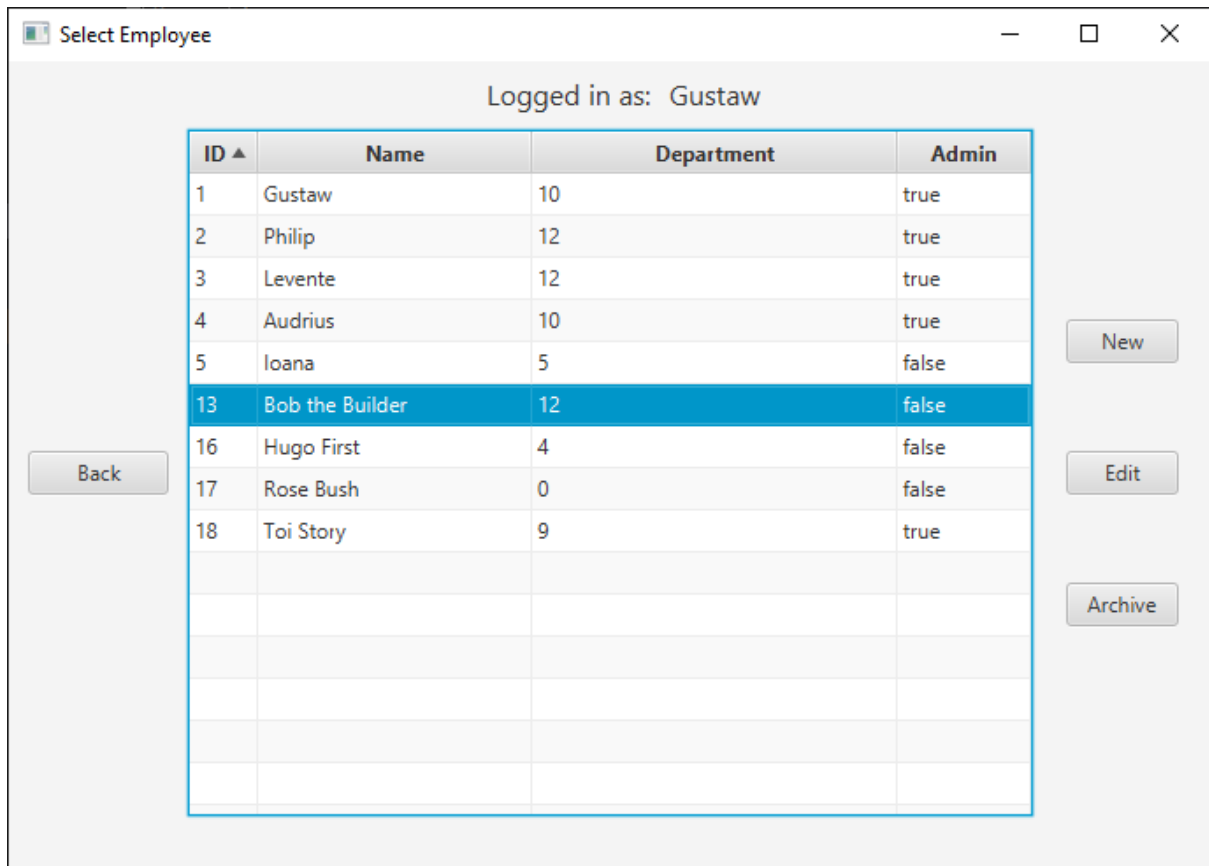 Select Employee
Logged in as: Gustaw
ID Name Department Admin
1 Gustaw 10 true
2 Philip 12 true
3 Levente 12 true
4 Audrius 10 true
5 Ioana 5 false
13 Bob the Builder 12 false
16 Hugo First 4 false
17 Rose Bush 0 false
18 Toi Story 9 true
Back
New
Edit
Archive